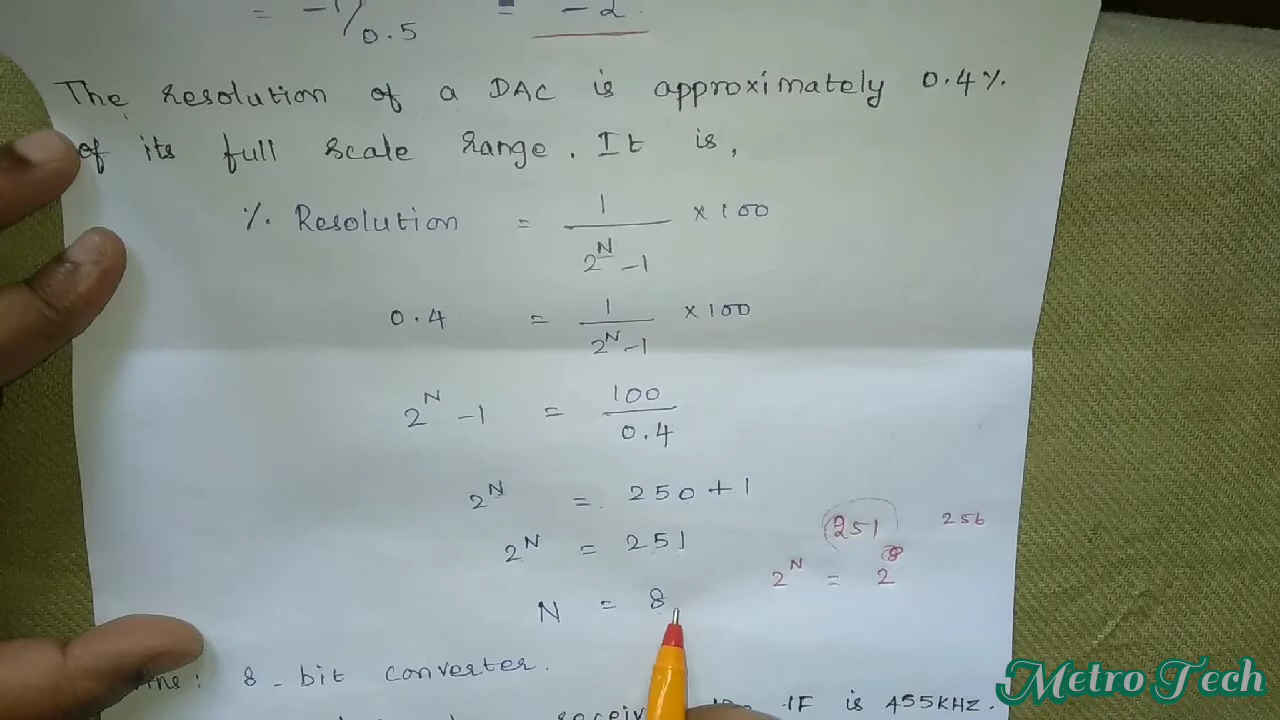 = -1/0.5 = -2.
The resolution of a DAC is approximately 0.4%.
of its full scale range. It is,
%. Resolution = 1/(2^N -1) ×100
0.4 = 1/(2^N -1) ×100
2^N -1 = 100/0.4
2^N = 250+1
2^N = 251
251 256
2^N = 2^8
N = 8
8-bit converter.
IF is 455KHZ.
Metro Tech